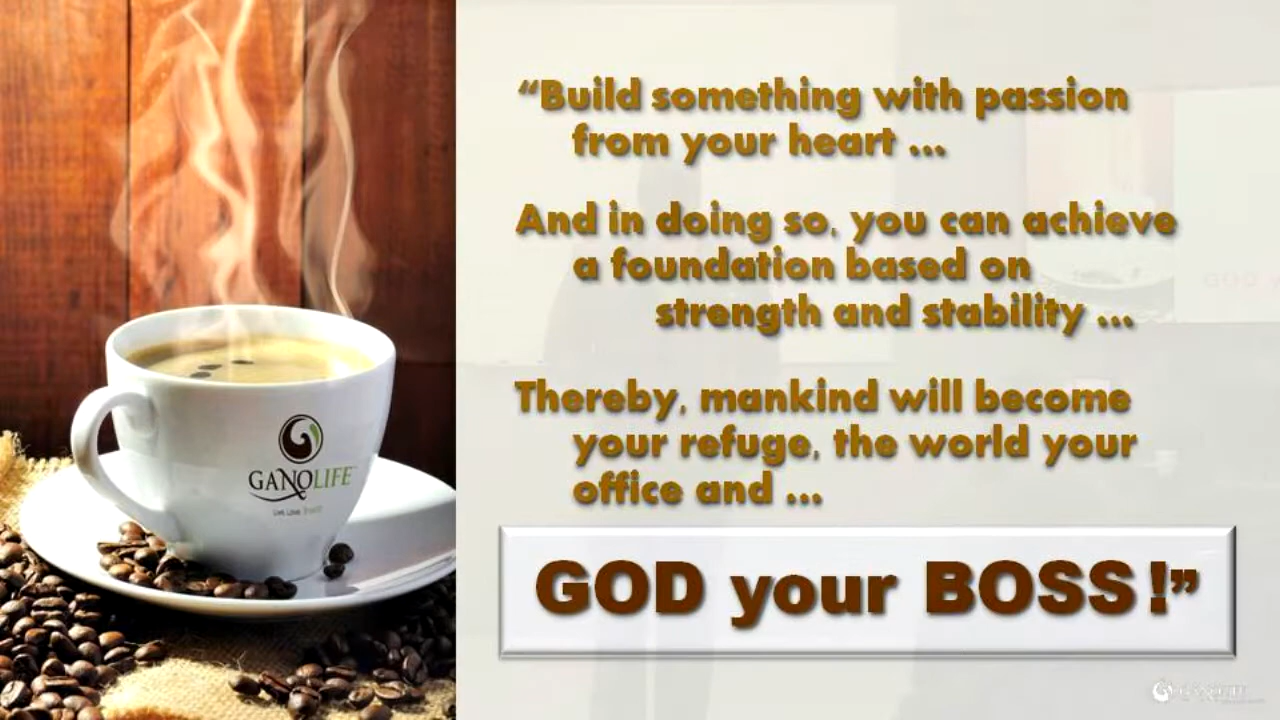 “Build something with passion
from your heart ...
And in doing so, you can achieve
a foundation based on
strength and stability ...
Thereby, mankind will become
your refuge, the world your
office and ...
GOD your BOSS!”
GANOLIFE
GANOLIFE